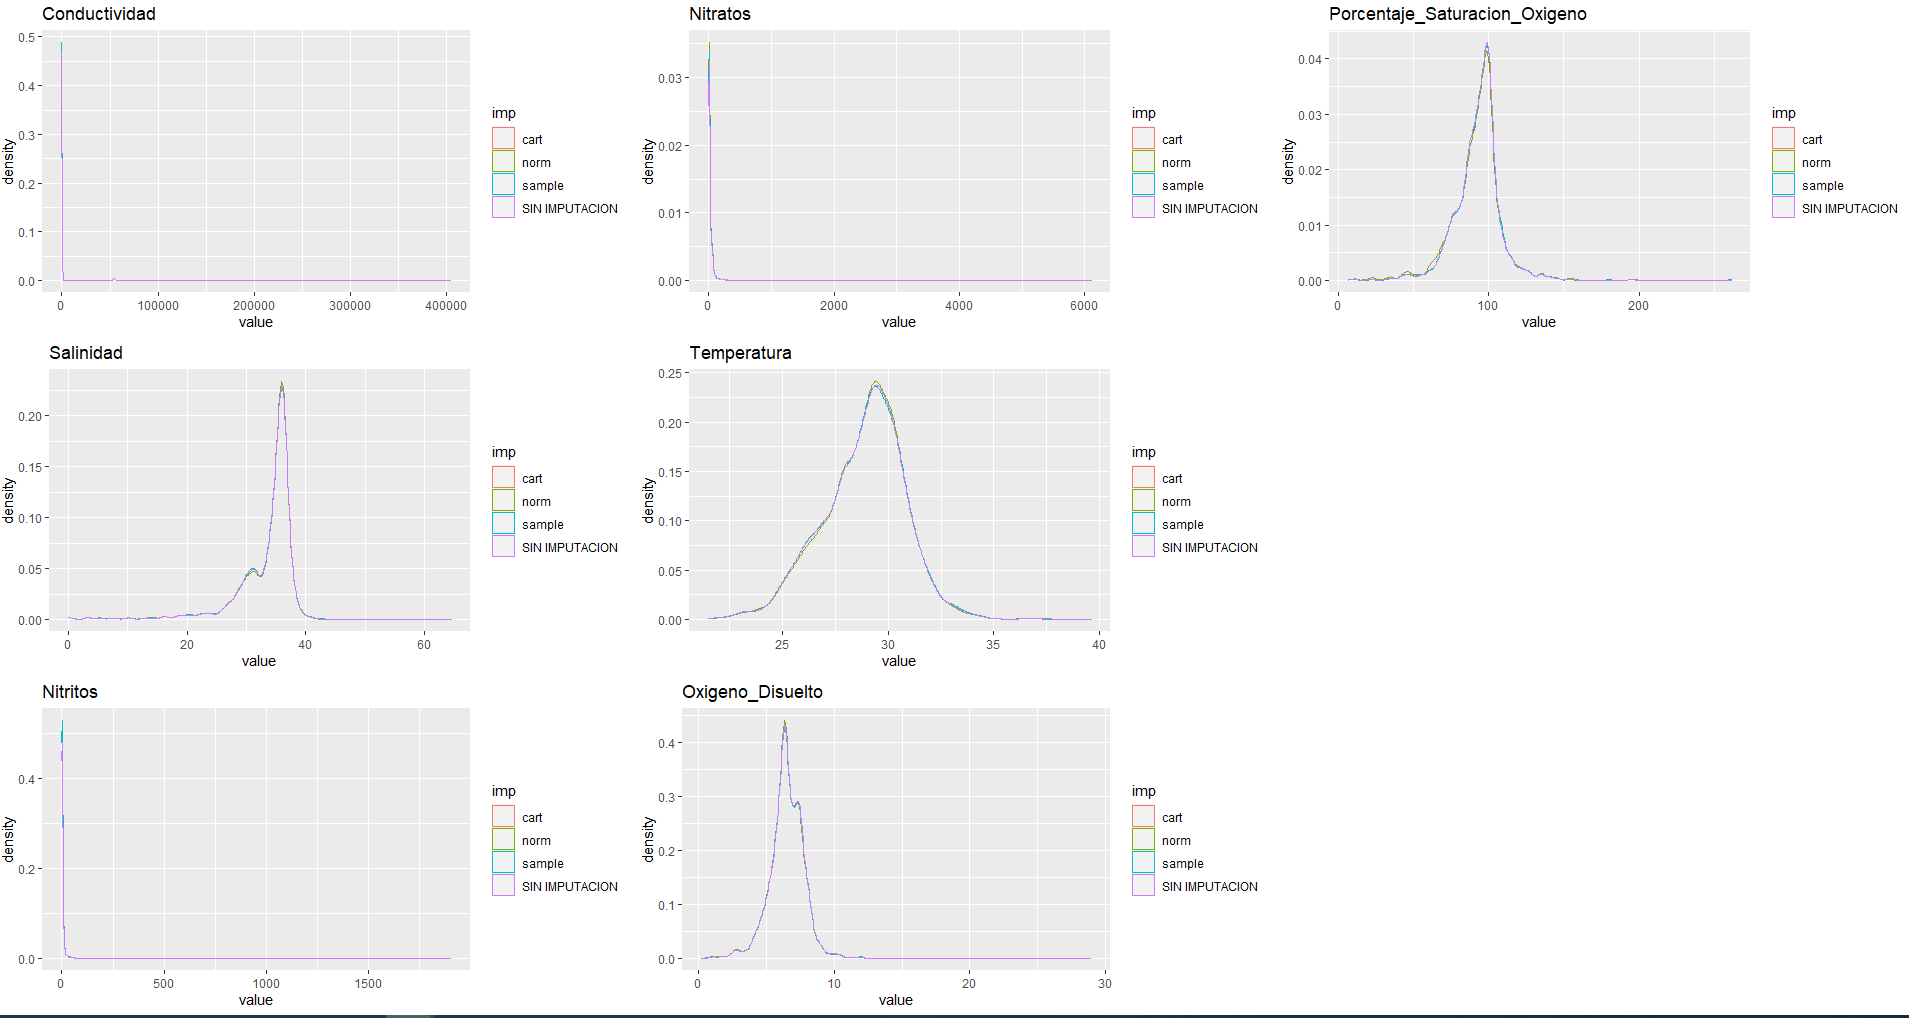 Conductividad
0.5
0.4
0.3
0.2
0.1
0.0
density
0
100000
200000
300000
400000
value
imp
cart
norm
sample
SIN IMPUTACION
Nitratos
0.03
0.02
0.01
0.00
density
0
2000
4000
6000
value
imp
cart
norm
sample
SIN IMPUTACION
Porcentaje_Saturacion_Oxigeno
0.04
0.03
0.02
0.01
0.00
density
0
100
200
value
imp
cart
norm
sample
SIN IMPUTACION
Salinidad
0.20
0.15
0.10
0.05
0.00
density
0
20
40
60
value
imp
cart
norm
sample
SIN IMPUTACION
Temperatura
0.25
0.20
0.15
0.10
0.05
0.00
density
25
30
35
40
value
imp
cart
norm
sample
SIN IMPUTACION
Nitritos
0.4
0.2
0.0
density
0
500
1000
1500
value
imp
cart
norm
sample
SIN IMPUTACION
Oxigeno_Disuelto
0.4
0.3
0.2
0.1
0.0
density
0
10
20
30
value
imp
cart
norm
sample
SIN IMPUTACION